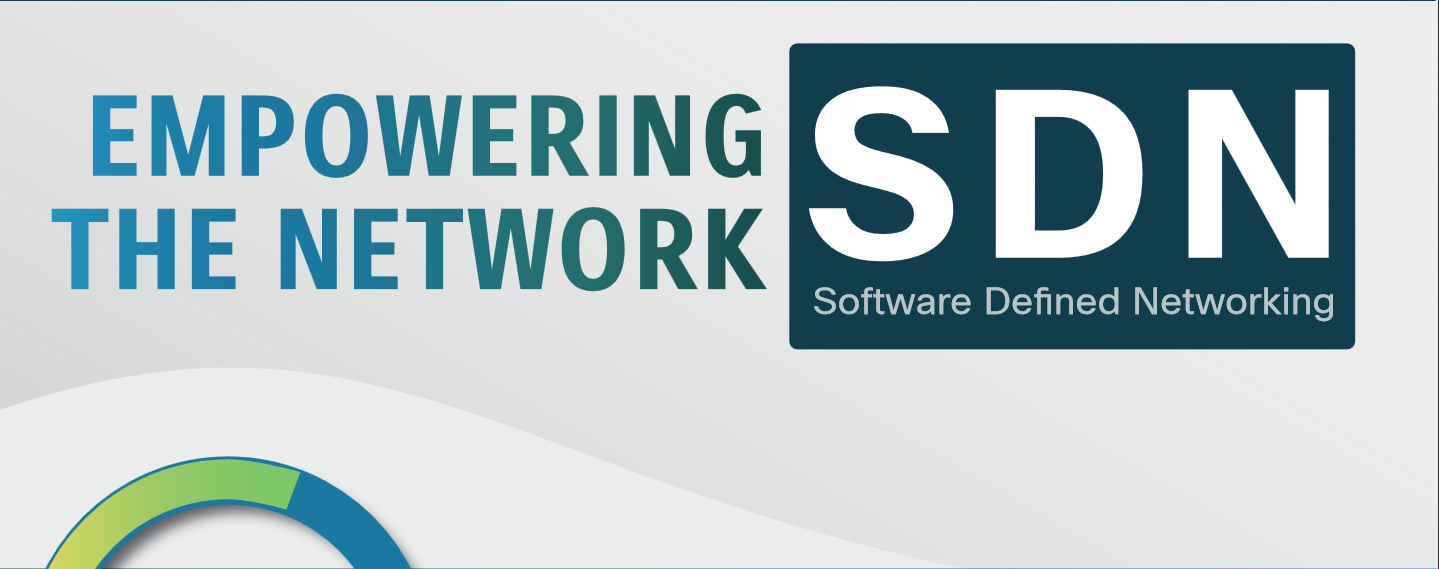 EMPOWERING
THE NETWORK
SDN
Software Defined Networking